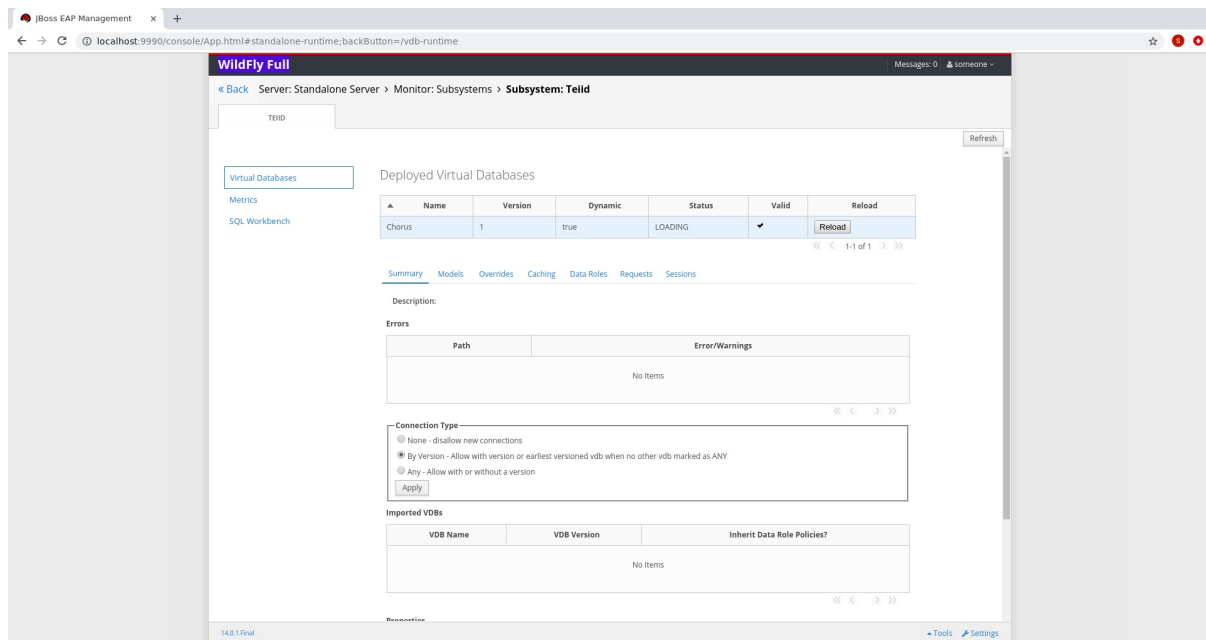 JBoss EAP Management
localhost:9990/console/App.html#standalone-runtime;backButton=/vdb-runtime
S
WildFly Full
Messages: 0 someone
« Back Server: Standalone Server > Monitor: Subsystems > Subsystem: Teiid
TEIID
Refresh
Virtual Databases
Metrics
SQL Workbench
Deployed Virtual Databases
Name Version Dynamic Status Valid Reload
Chorus 1 true LOADING Reload
1-1 of 1
Summary Models Overrides Caching Data Roles Requests Sessions
Description:
Errors
Path Error/Warnings
No Items
Connection Type
None - disallow new connections
By Version - Allow with version or earliest versioned vdb when no other vdb marked as ANY
Any - Allow with or without a version
Apply
Imported VDBs
VDB Name VDB Version Inherit Data Role Policies?
No Items
Properties
14.0.1.Final Tools Settings